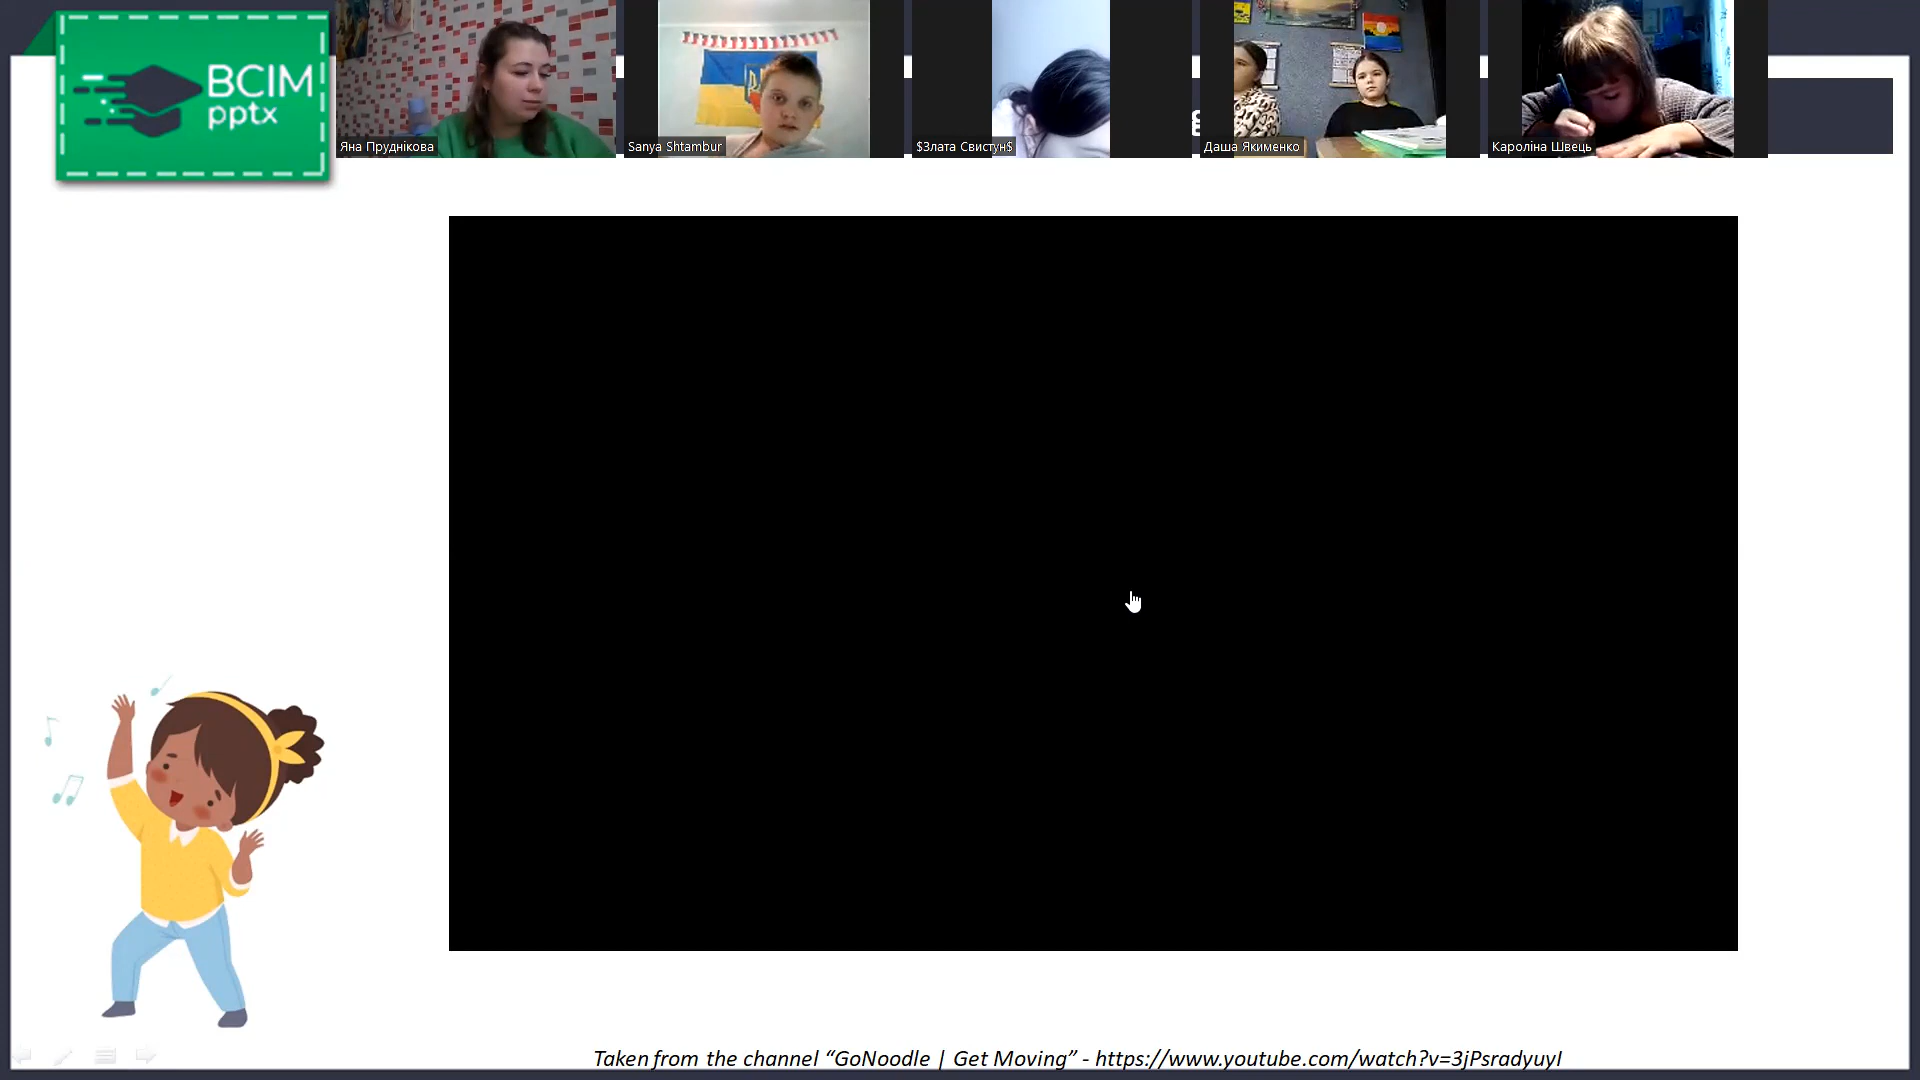 BCIM
pptx
Яна Пруднікова
Sanya Shtambur
$Злата Свистун$
Даша Якименко
Кароліна Швець
Taken from the channel “GoNoodle | Get Moving” - https://www.youtube.com/watch?v=3jPsradyuyI